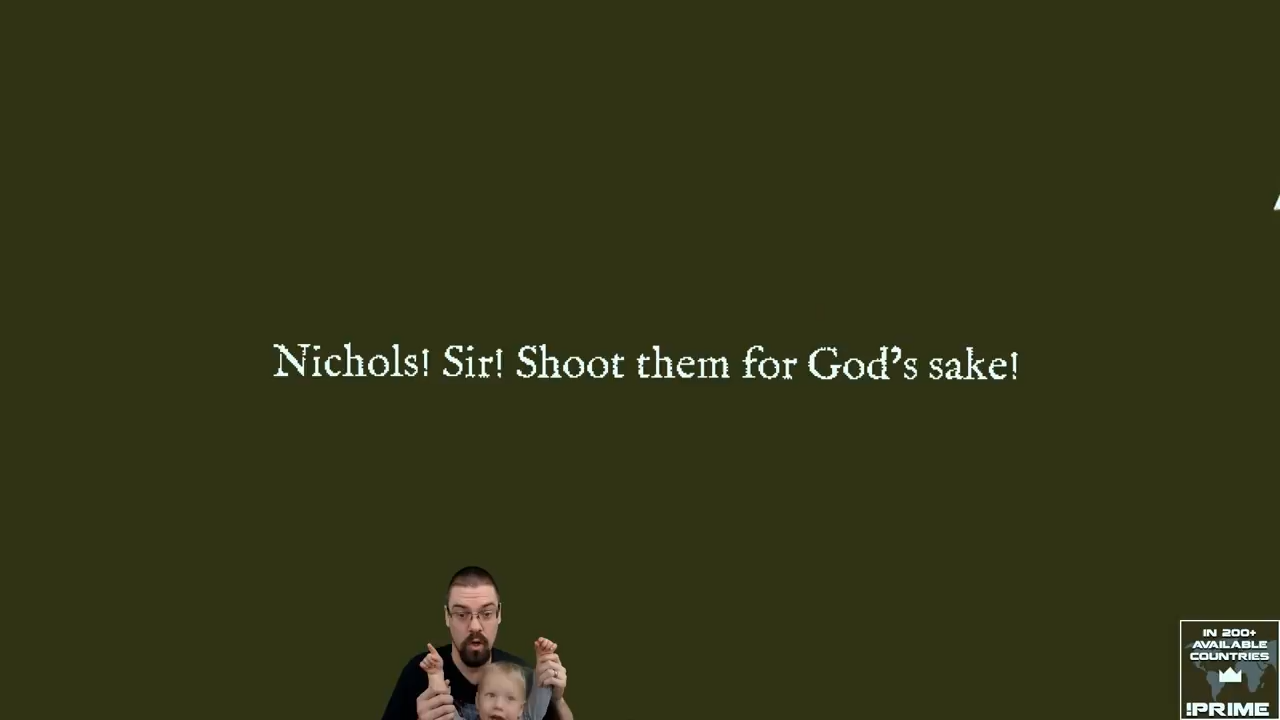 Nichols! Sir! Shoot them for God's sake!
IN 200+
AVAILABLE
COUNTRIES
!PRIME